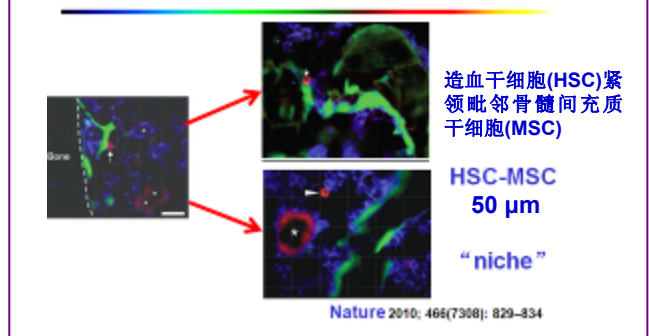 Bone
造血干细胞(HSC)紧
领毗邻骨髓间充质
干细胞(MSC)
HSC-MSC
50 μm
“niche”
Nature 2010; 466(7308): 829–834